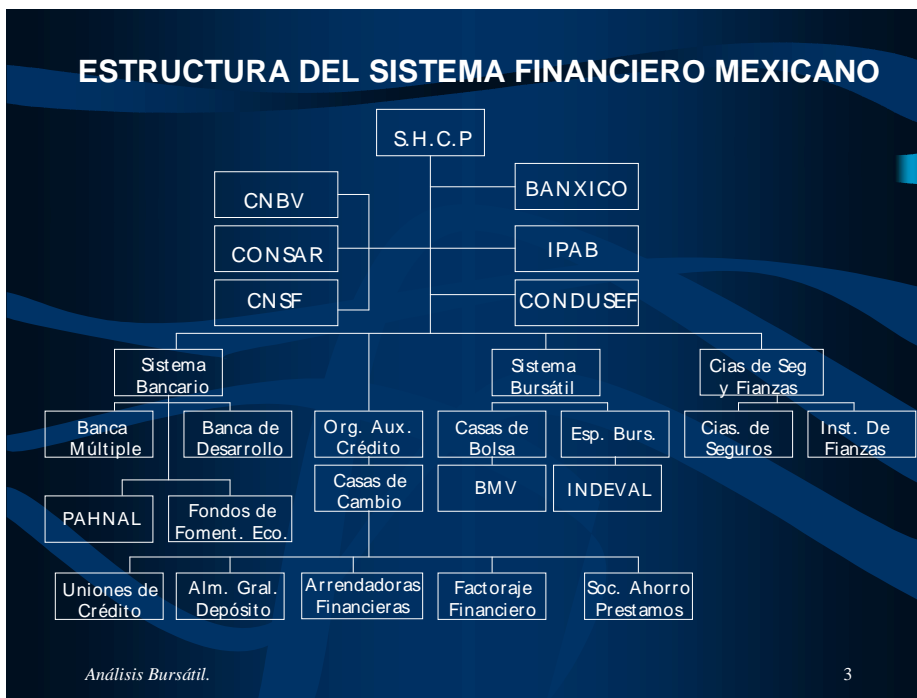 ESTRUCTURA DEL SISTEMA FINANCIERO MEXICANO
S.H.C.P
CNBV
BANXICO
CONSAR
IPAB
CNSF
CONDUSEF
Sistema
Bancario
Sistema
Bursátil
Cias de Seg
y Fianzas
Banca
Múltiple
Banca de
Desarrollo
Org. Aux.
Crédito
Casas de
Bolsa
Esp. Burs.
Cias. de
Seguros
Inst. De
Fianzas
PAHNAL
Fondos de
Foment. Eco.
Casas de
Cambio
BMV
INDEVAL
Uniones de
Crédito
Alm. Gral.
Depósito
Arrendadoras
Financieras
Factoraje
Financiero
Soc. Ahorro
Prestamos
Análisis Bursátil.
3